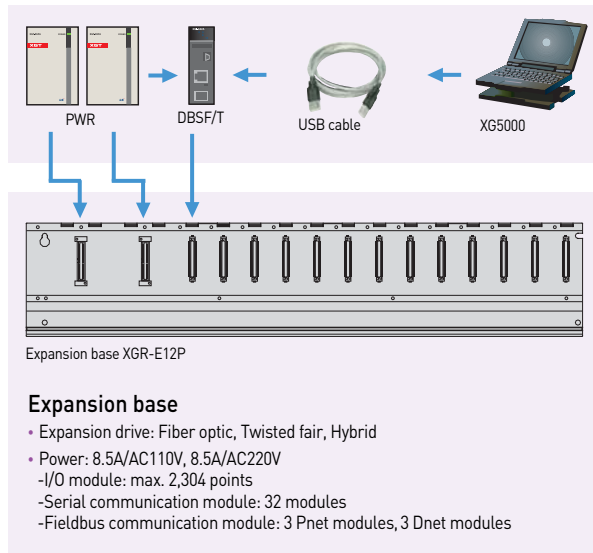 PWR
DBSF/T
USB cable
XG5000
Expansion base XGR-E12P
Expansion base
• Expansion drive: Fiber optic, Twisted fair, Hybrid
• Power: 8.5A/AC110V, 8.5A/AC220V
-I/O module: max. 2,304 points
-Serial communication module: 32 modules
-Fieldbus communication module: 3 Pnet modules, 3 Dnet modules